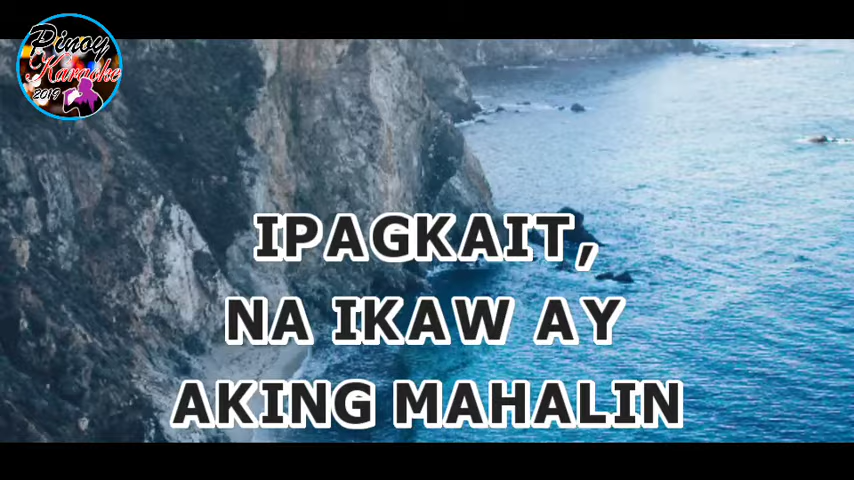 Pinoy
Karaoke
2019
IPAGKAIT,
NA IKAW AY
AKING MAHALIN